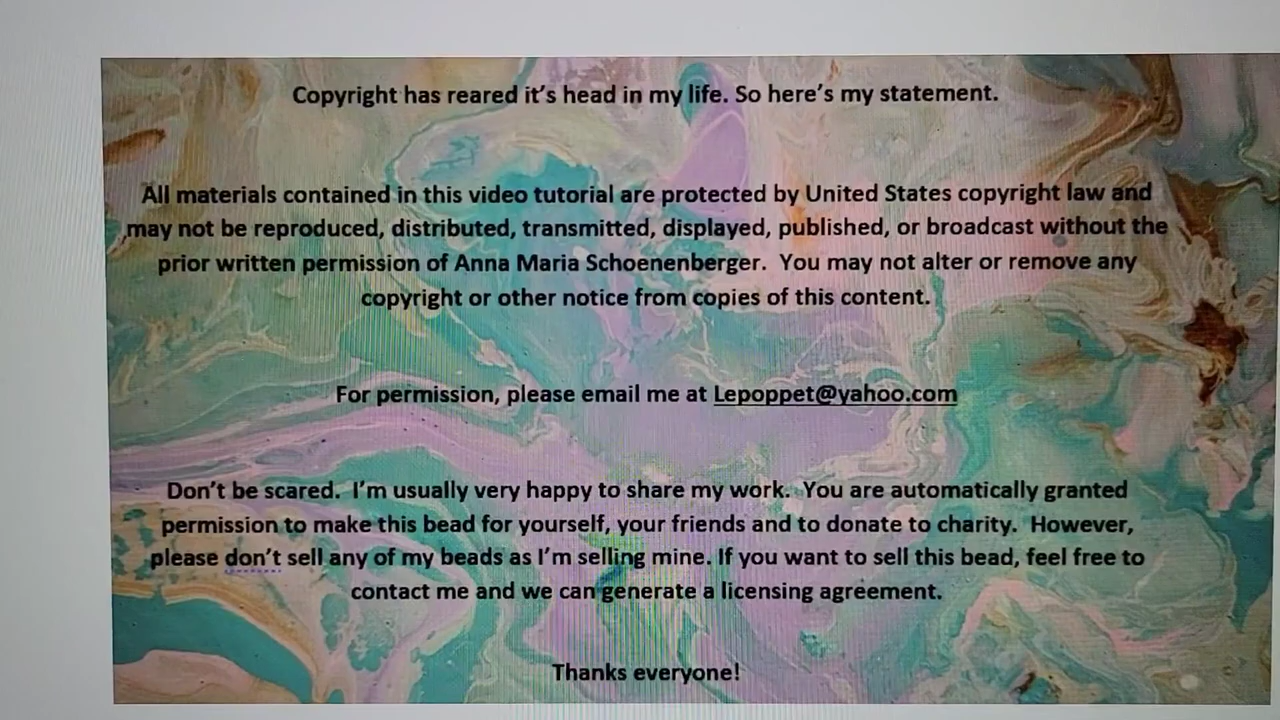 Copyright has reared it’s head in my life. So here’s my statement.
All materials contained in this video tutorial are protected by United States copyright law and
may not be reproduced, distributed, transmitted, displayed, published, or broadcast without the
prior written permission of Anna Maria Schoenenberger.  You may not alter or remove any
copyright or other notice from copies of this content.
For permission, please email me at Lepoppet@yahoo.com
Don’t be scared.  I’m usually very happy to share my work.  You are automatically granted
permission to make this bead for yourself, your friends and to donate to charity.  However,
please don’t sell any of my beads as I’m selling mine. If you want to sell this bead, feel free to
contact me and we can generate a licensing agreement.
Thanks everyone!